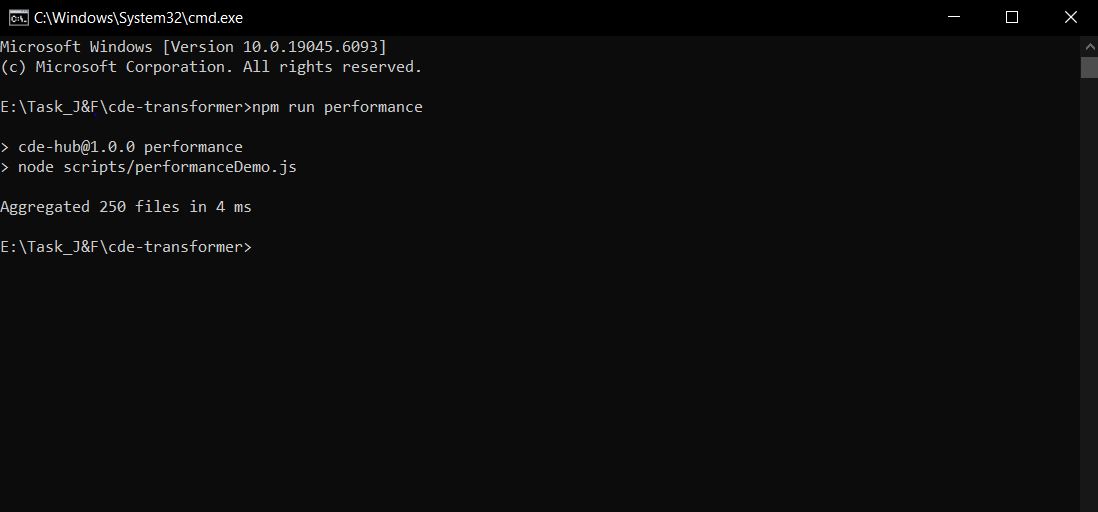 C:\Windows\System32\cmd.exe
Microsoft Windows [Version 10.0.19045.6093]
(c) Microsoft Corporation. All rights reserved.
E:\Task_J&F\cde-transformer>npm run performance
> cde-hub@1.0.0 performance
> node scripts/performanceDemo.js
Aggregated 250 files in 4 ms
E:\Task_J&F\cde-transformer>